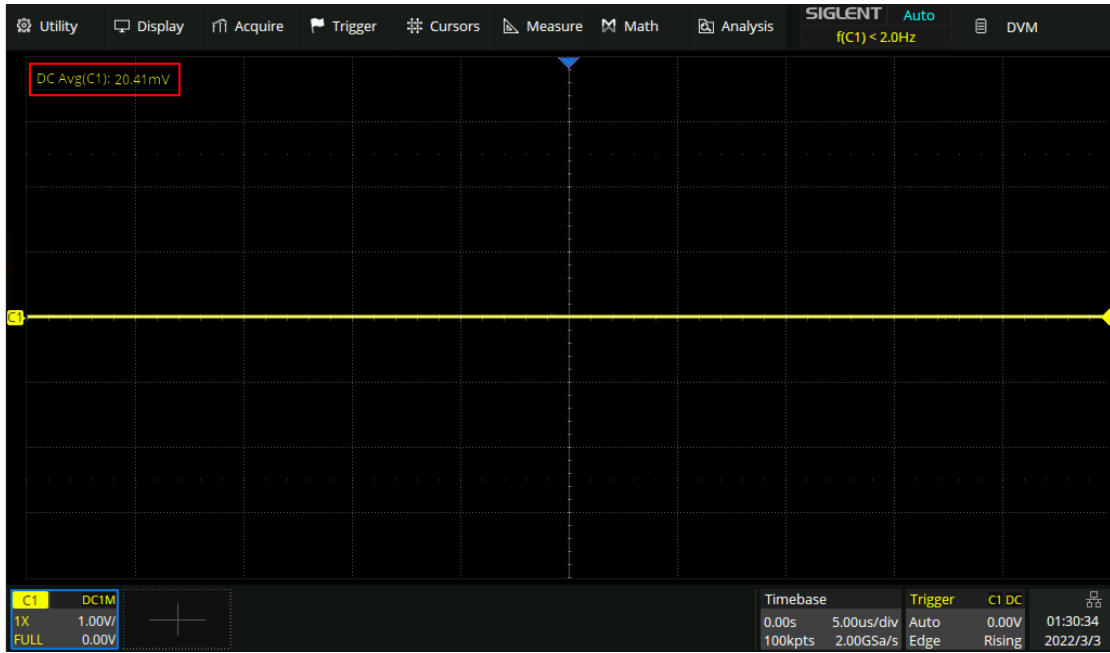 Utility Display Acquire Trigger Cursors Measure Math Analysis SIGLENT Auto DVM
f(C1) < 2.0Hz
DC Avg(C1): 20.41mV
C1
C1 DC1M Timebase Trigger C1 DC
1X 1.00V/ 0.00s 5.00us/div Auto 0.00V 01:30:34
FULL 0.00V 100kpts 2.00GSa/s Edge Rising 2022/3/3